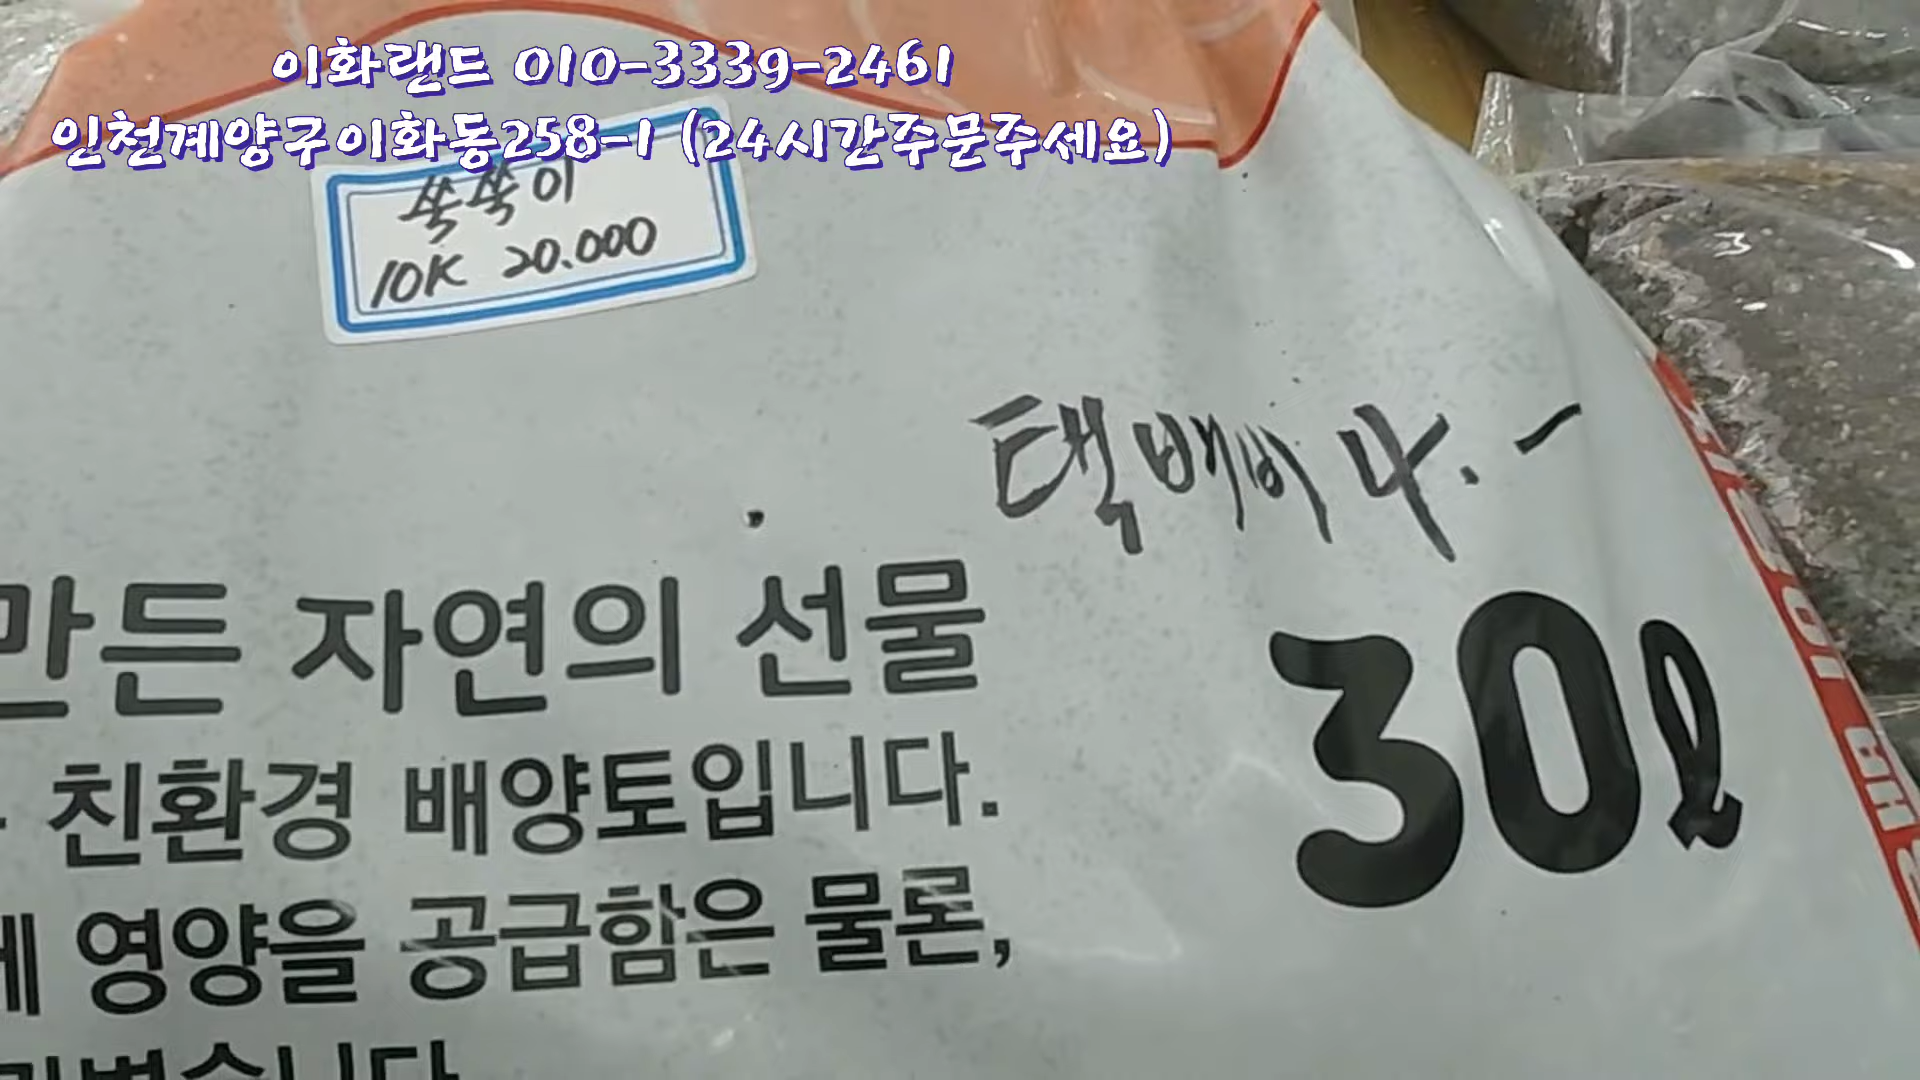 이화랜드 010-3339-2461
인천계양구이화동258-1 (24시간주문주세요)
쏙쏙이
10K 20.000
택배비 4.-
만든 자연의 선물
30ℓ
친환경 배양토입니다.
영양을 공급함은 물론,